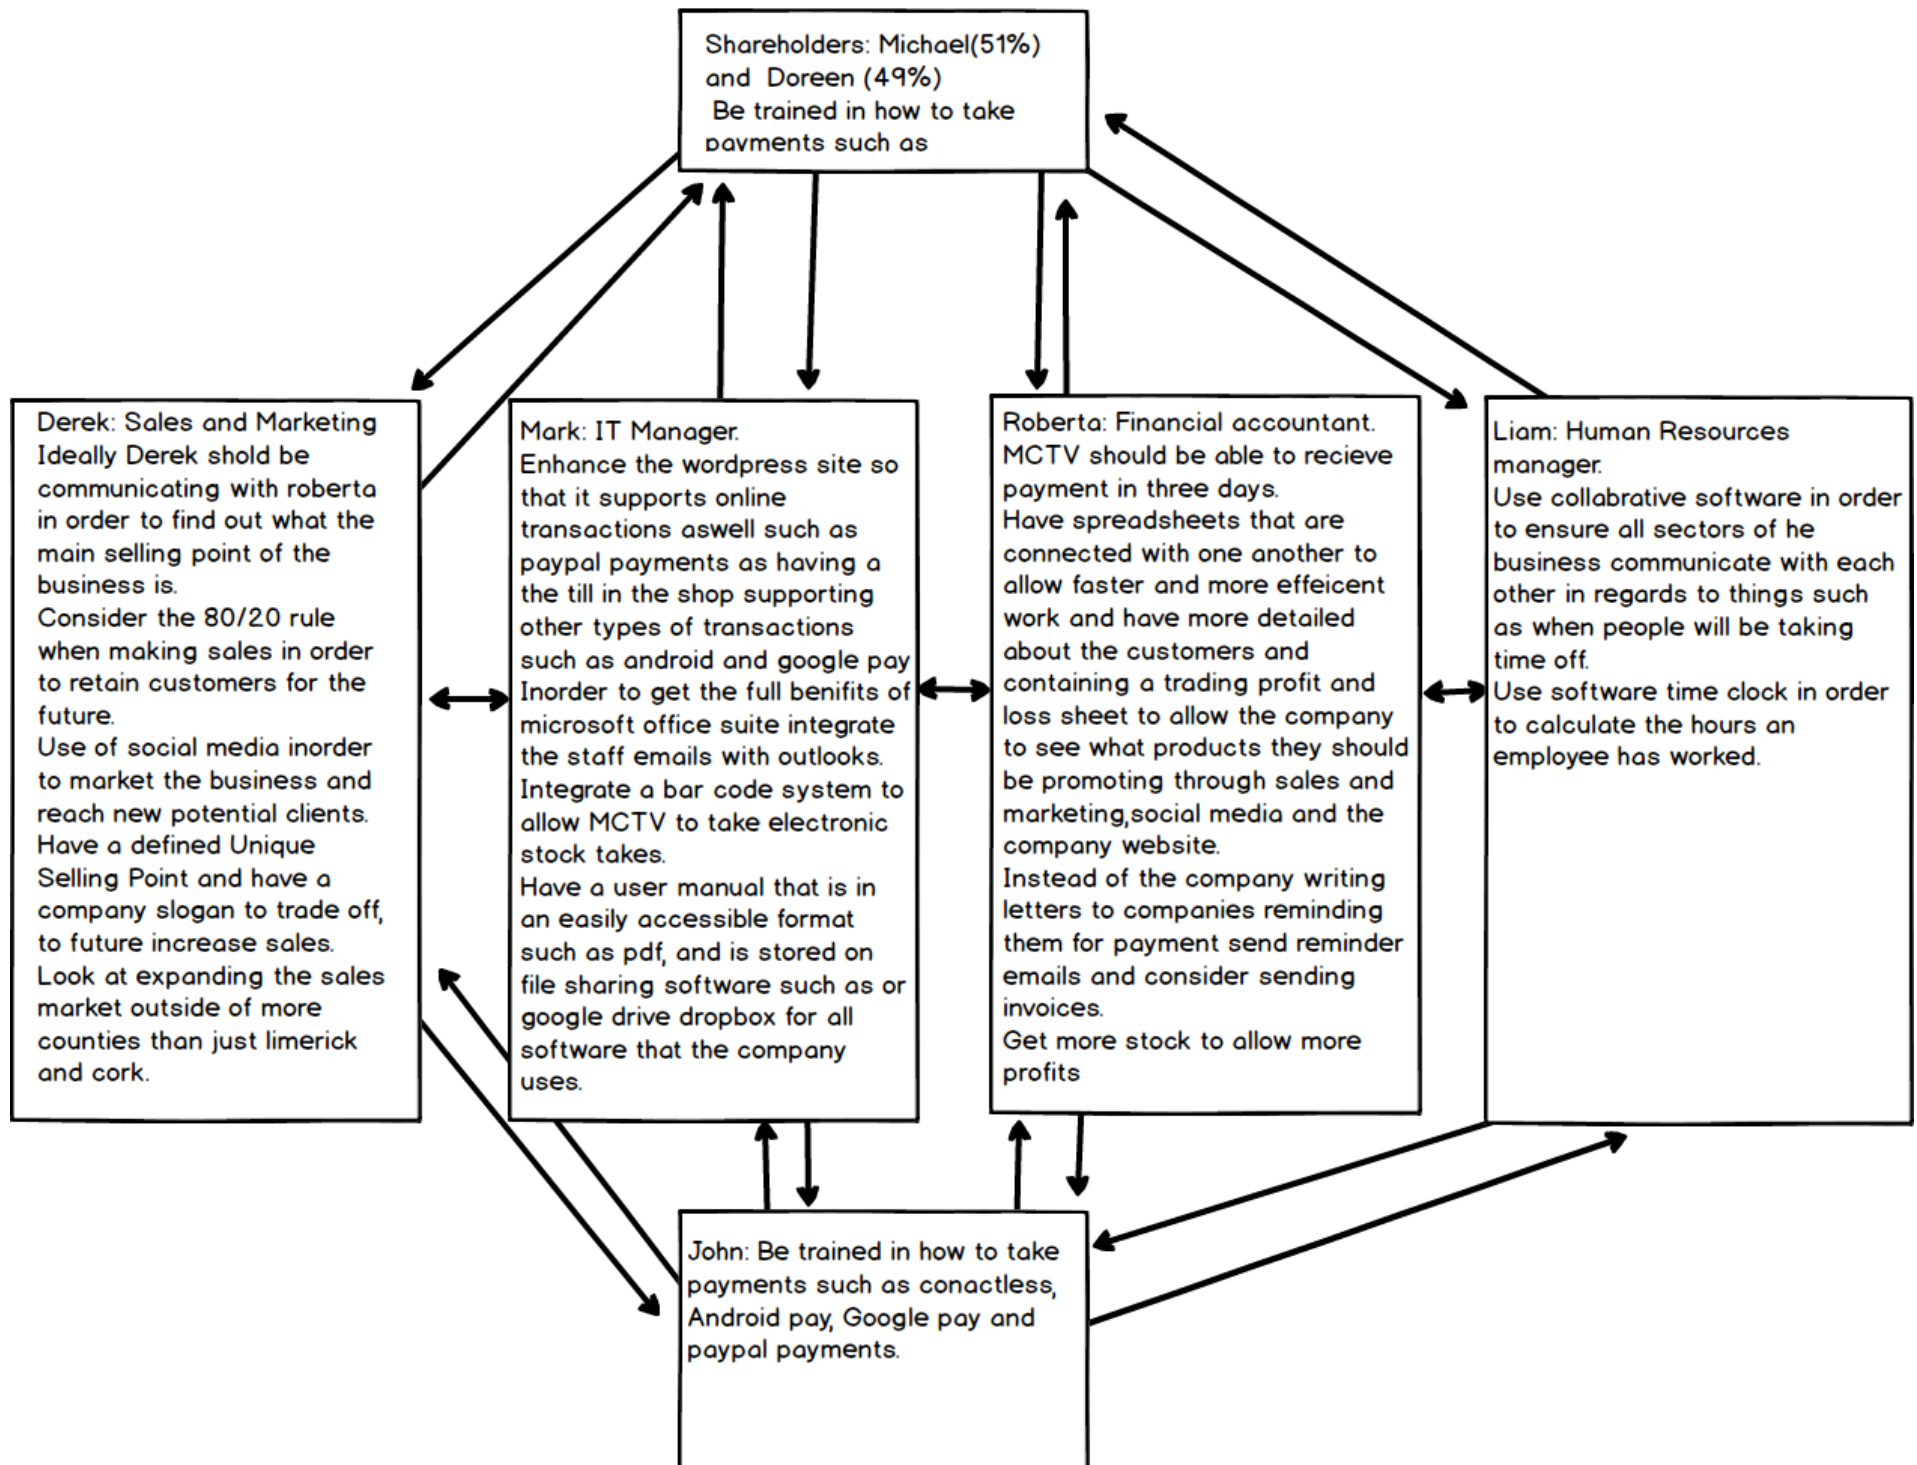 Shareholders: Michael(51%)
and Doreen (49%)
Be trained in how to take
payments such as
Derek: Sales and Marketing
Ideally Derek shold be
communicating with roberta
in order to find out what the
main selling point of the
business is.
Consider the 80/20 rule
when making sales in order
to retain customers for the
future.
Use of social media inorder
to market the business and
reach new potential clients.
Have a defined Unique
Selling Point and have a
company slogan to trade off,
to future increase sales.
Look at expanding the sales
market outside of more
counties than just limerick
and cork.
Mark: IT Manager.
Enhance the wordpress site so
that it supports online
transactions aswell such as
paypal payments as having a
the till in the shop supporting
other types of transactions
such as android and google pay
Inorder to get the full benifits of
microsoft office suite integrate
the staff emails with outlooks.
Integrate a bar code system to
allow MCTV to take electronic
stock takes.
Have a user manual that is in
an easily accessible format
such as pdf, and is stored on
file sharing software such as or
google drive dropbox for all
software that the company
uses.
Roberta: Financial accountant.
MCTV should be able to recieve
payment in three days.
Have spreadsheets that are
connected with one another to
allow faster and more effeicent
work and have more detailed
about the customers and
containing a trading profit and
loss sheet to allow the company
to see what products they should
be promoting through sales and
marketing,social media and the
company website.
Instead of the company writing
letters to companies reminding
them for payment send reminder
emails and consider sending
invoices.
Get more stock to allow more
profits
Liam: Human Resources
manager.
Use collabrative software in order
to ensure all sectors of he
business communicate with each
other in regards to things such
as when people will be taking
time off.
Use software time clock in order
to calculate the hours an
employee has worked.
John: Be trained in how to take
payments such as conactless,
Android pay, Google pay and
paypal payments.